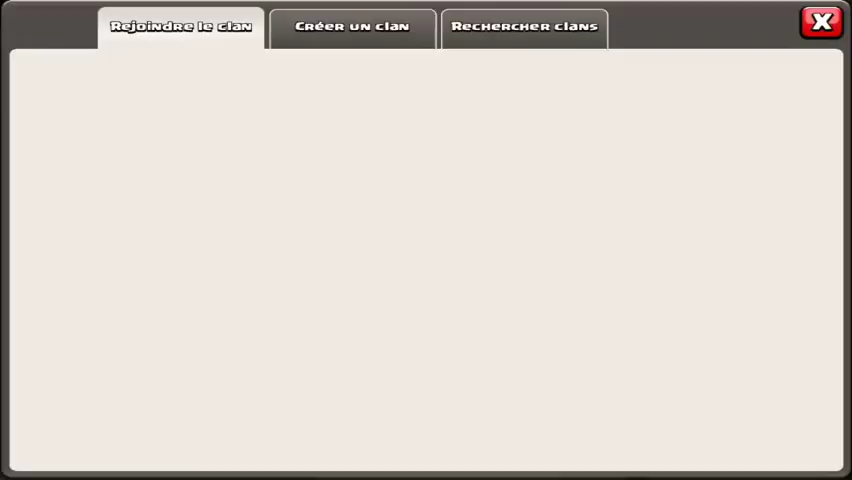 Rejoindre le clan
Créer un clan
Rechercher clans
X